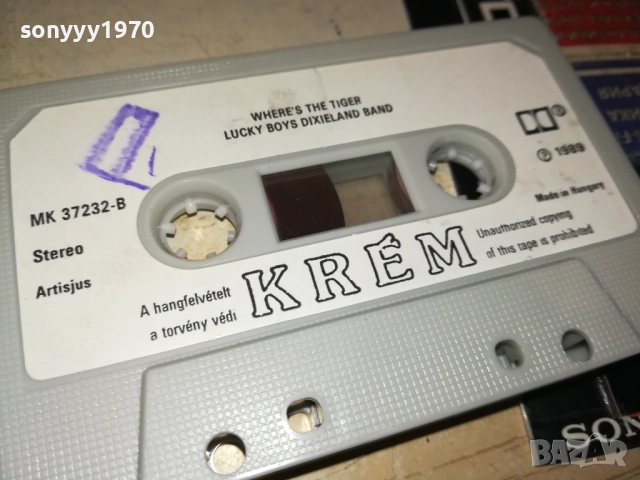 sonyyy1970
WHERE'S THE TIGER
LUCKY BOYS DIXIELAND BAND
MK 37232-B
Stereo
Artisjus
℗ 1989
Made in Hungary
A hangfelvételt
a torvény védi
KRÉM
Unauthorized copying
of this tape is prohibited
SON
BAZAR